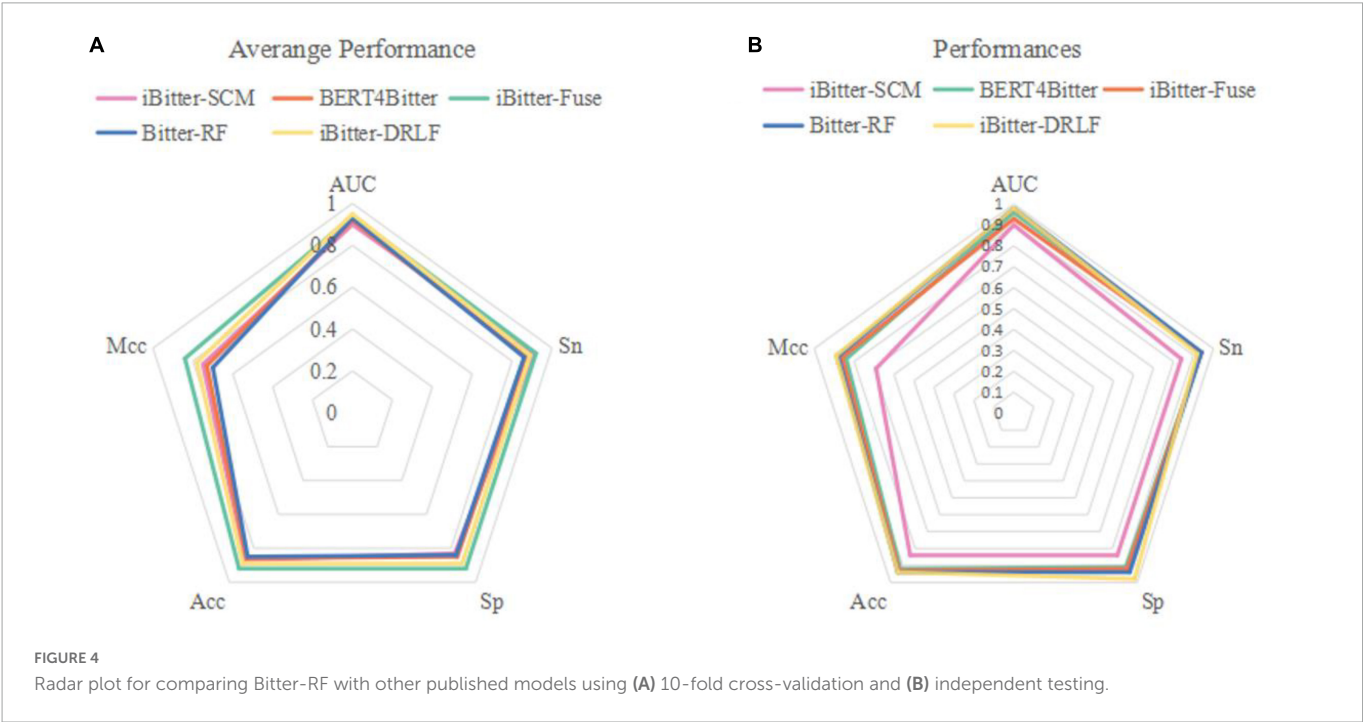 A
Averange Performance
iBitter-SCM BERT4Bitter iBitter-Fuse
Bitter-RF iBitter-DRLF
AUC
1
0.8
0.6
0.4
0.2
0
Mcc
Sn
Acc
Sp
B
Performances
iBitter-SCM BERT4Bitter iBitter-Fuse
Bitter-RF iBitter-DRLF
AUC
1
0.9
0.8
0.7
0.6
0.5
0.4
0.3
0.2
0.1
0
Mcc
Sn
Acc
Sp
FIGURE 4
Radar plot for comparing Bitter-RF with other published models using (A) 10-fold cross-validation and (B) independent testing.